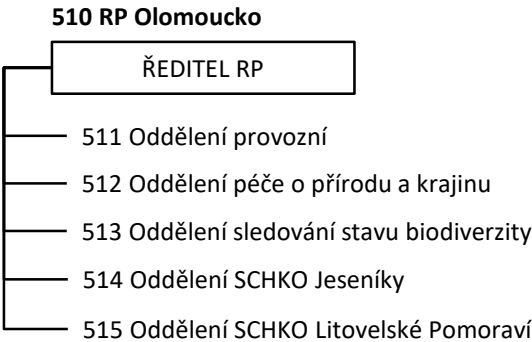 510 RP Olomoucko
ŘEDITEL RP
511 Oddělení provozní
512 Oddělení péče o přírodu a krajinu
513 Oddělení sledování stavu biodiverzity
514 Oddělení SCHKO Jeseníky
515 Oddělení SCHKO Litovelské Pomoraví